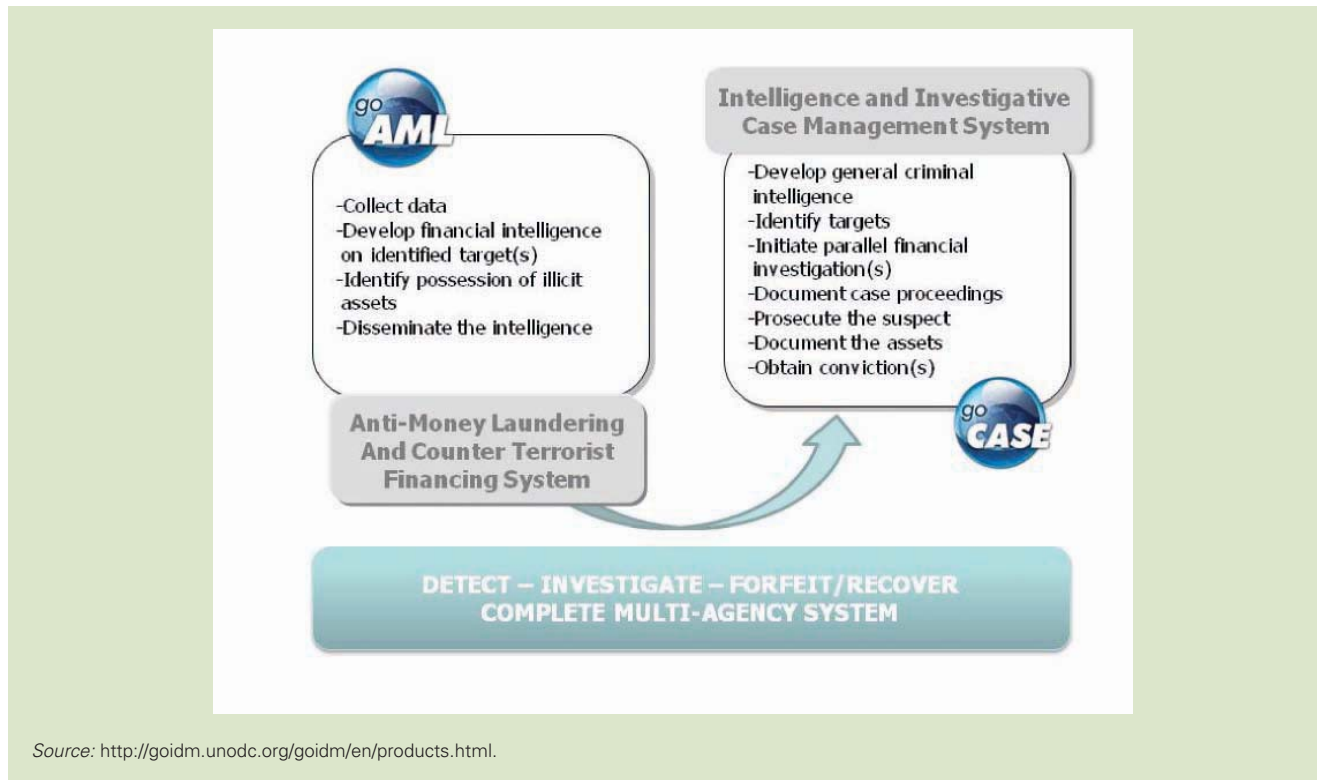 go
AML
-Collect data
-Develop financial intelligence
on identified target(s)
-Identify possession of illicit
assets
-Disseminate the intelligence
Anti-Money Laundering
And Counter Terrorist
Financing System
Intelligence and Investigative
Case Management System
-Develop general criminal
intelligence
-Identify targets
-Initiate parallel financial
investigation(s)
-Document case proceedings
-Prosecute the suspect
-Document the assets
-Obtain conviction(s)
go
CASE
DETECT – INVESTIGATE – FORFEIT/RECOVER
COMPLETE MULTI-AGENCY SYSTEM
Source: http://goidm.unodc.org/goidm/en/products.html.